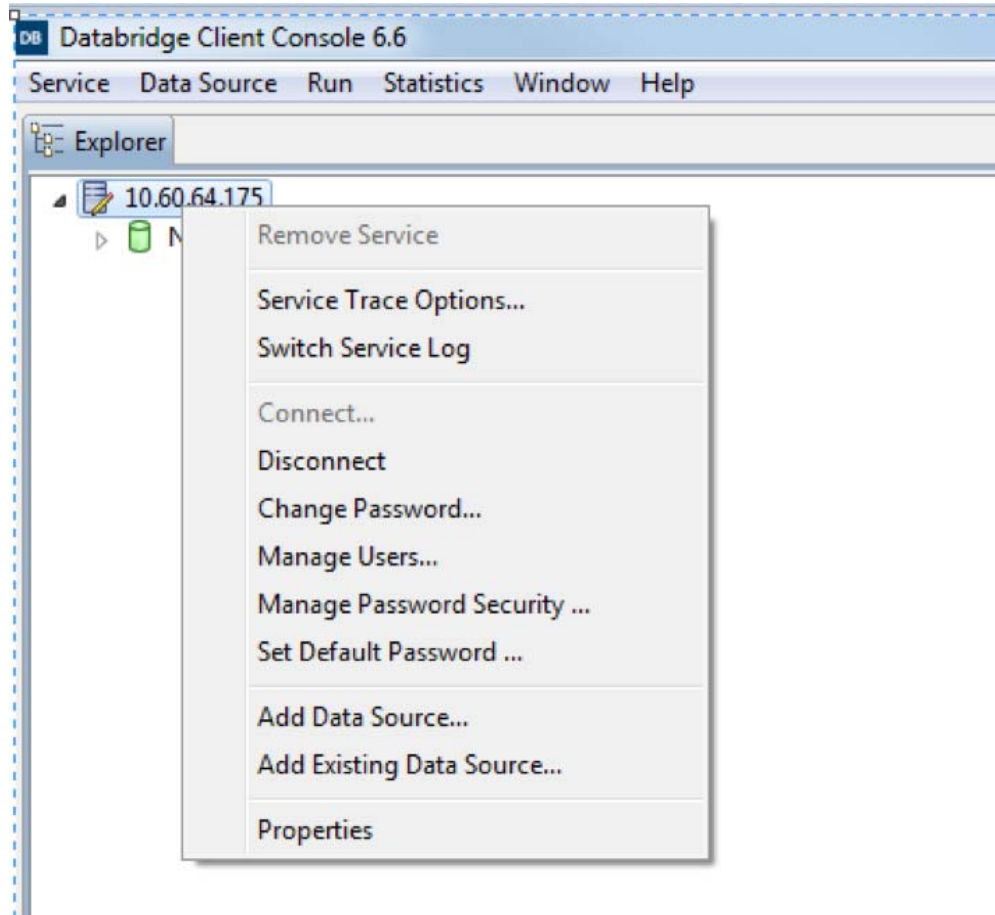 DB Databridge Client Console 6.6
Service Data Source Run Statistics Window Help
Explorer
10.60.64.175
Remove Service
Service Trace Options...
Switch Service Log
Connect...
Disconnect
Change Password...
Manage Users...
Manage Password Security ...
Set Default Password ...
Add Data Source...
Add Existing Data Source...
Properties